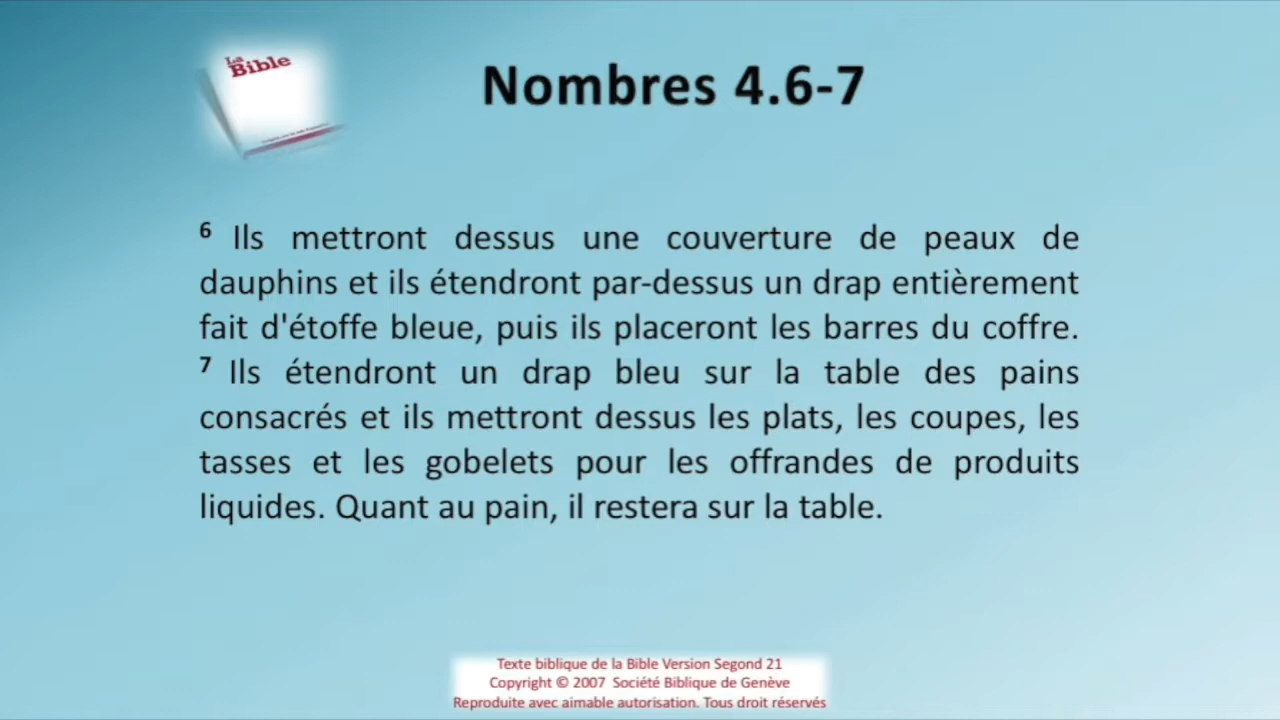 La
Bible
Nombres 4.6-7
6 Ils mettront dessus une couverture de peaux de
dauphins et ils étendront par-dessus un drap entièrement
fait d'étoffe bleue, puis ils placeront les barres du coffre.
7 Ils étendront un drap bleu sur la table des pains
consacrés et ils mettront dessus les plats, les coupes, les
tasses et les gobelets pour les offrandes de produits
liquides. Quant au pain, il restera sur la table.
Texte biblique de la Bible Version Segond 21
Copyright © 2007 Société Biblique de Genève
Reproduite avec aimable autorisation. Tous droit réservés